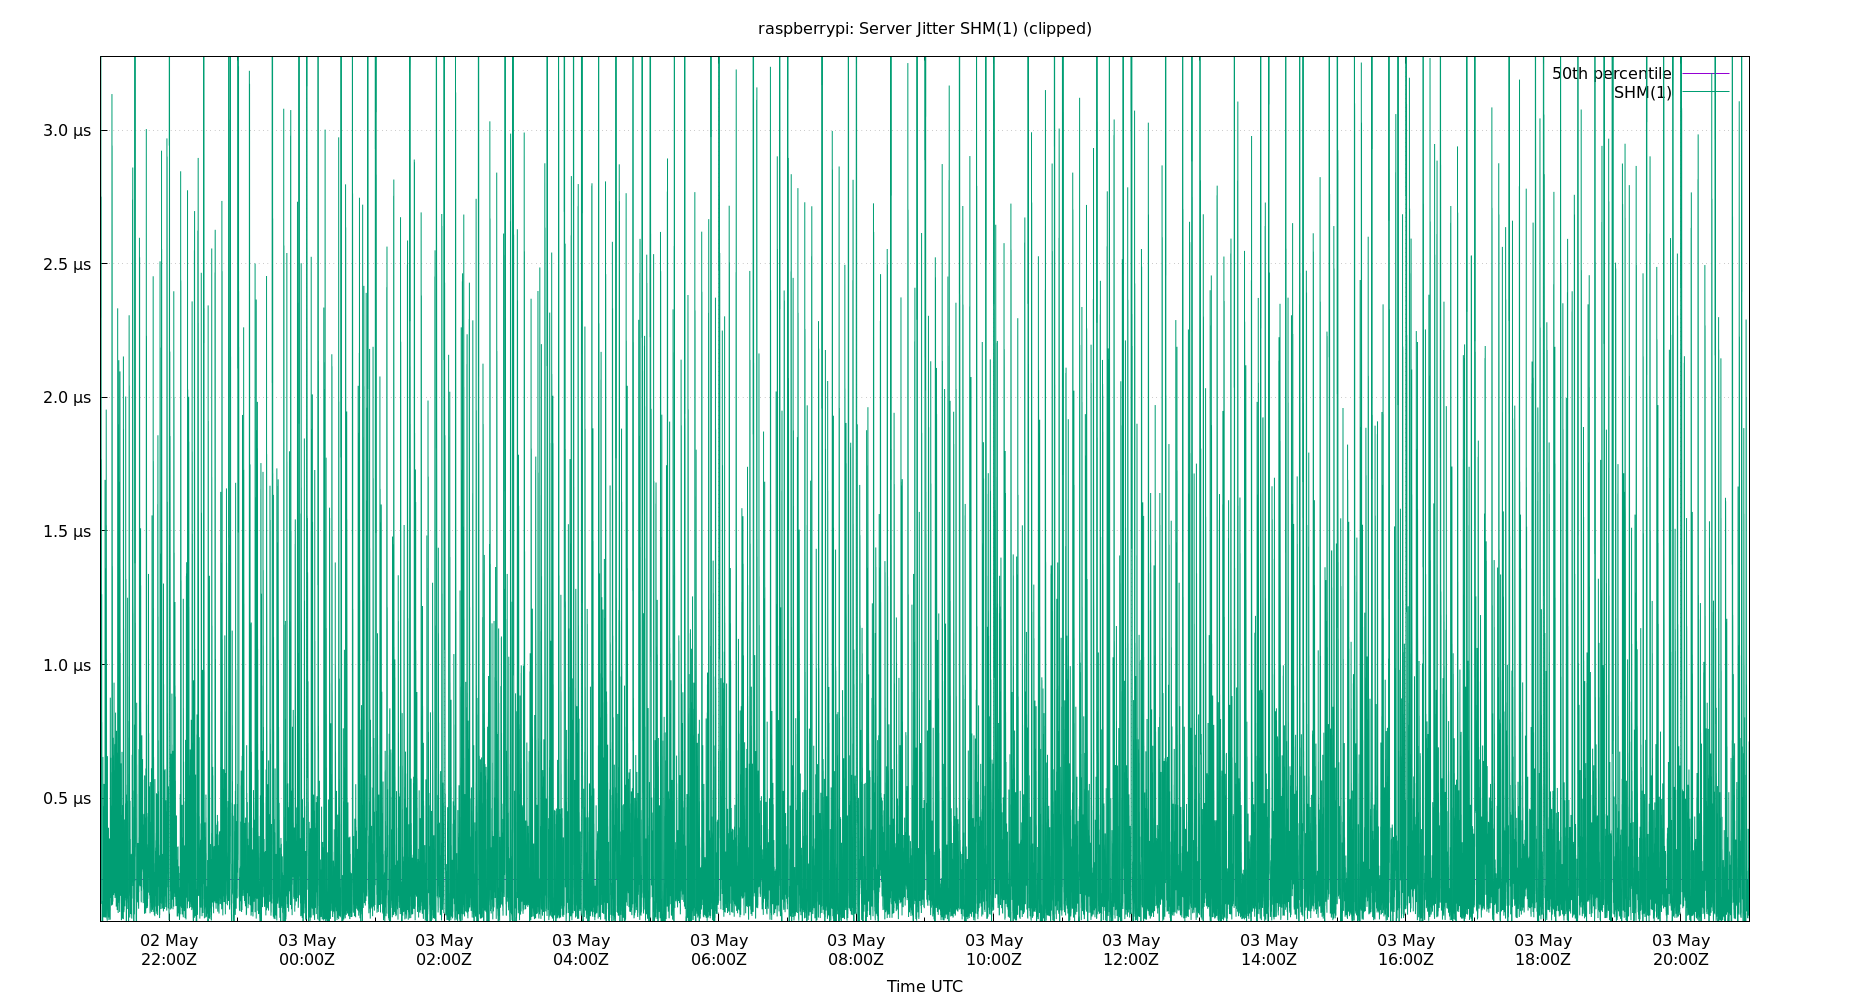 raspberrypi: Server Jitter SHM(1) (clipped)
50th percentile
SHM(1)
3.0 µs
2.5 µs
2.0 µs
1.5 µs
1.0 µs
0.5 µs
02 May 03 May 03 May 03 May 03 May 03 May 03 May 03 May 03 May 03 May 03 May 03 May
22:00Z 00:00Z 02:00Z 04:00Z 06:00Z 08:00Z 10:00Z 12:00Z 14:00Z 16:00Z 18:00Z 20:00Z
Time UTC